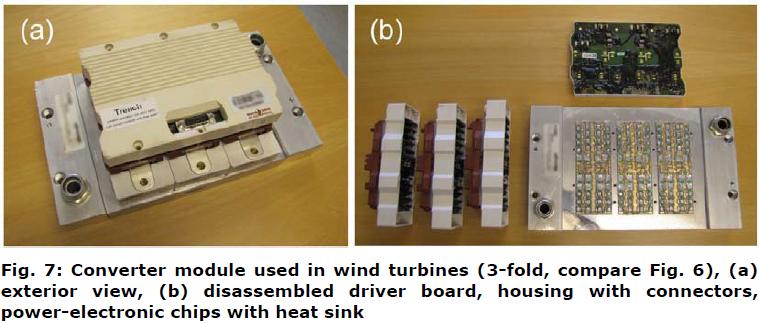 (a)
(b)
Trench
Fig. 7: Converter module used in wind turbines (3-fold, compare Fig. 6), (a)
exterior view, (b) disassembled driver board, housing with connectors,
power-electronic chips with heat sink